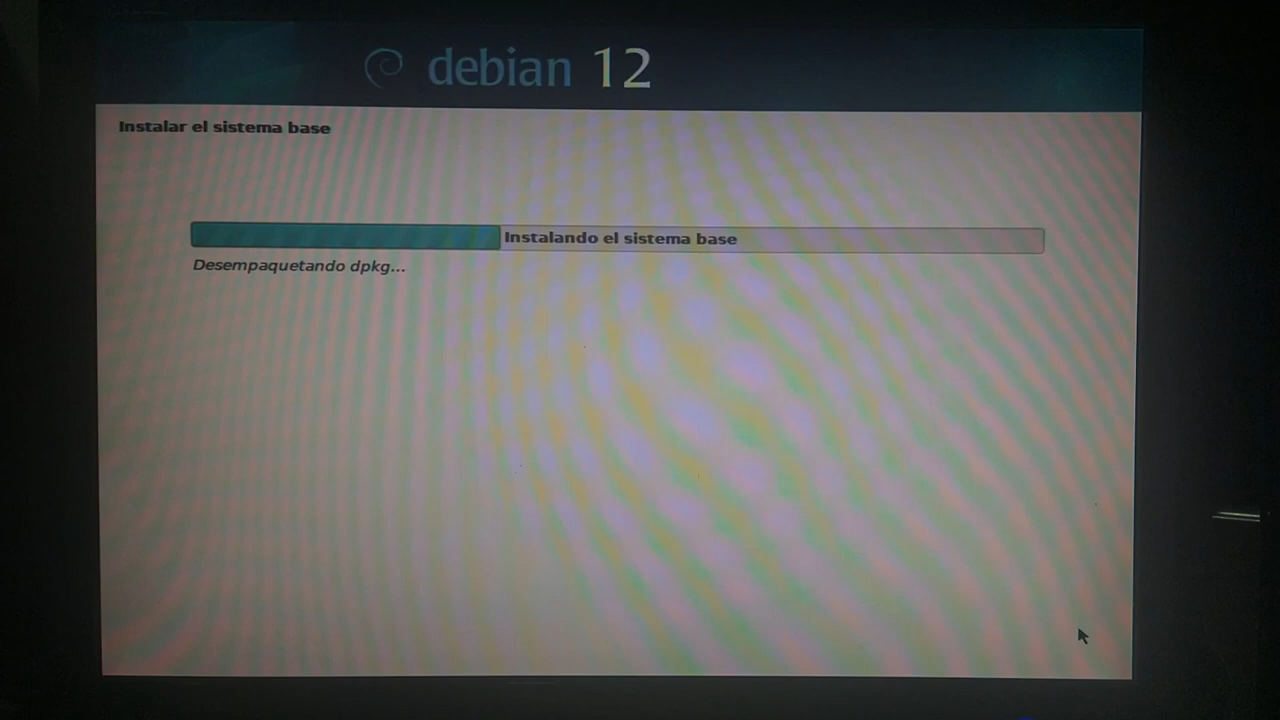 debian 12
Instalar el sistema base
Instalando el sistema base
Desempaquetando dpkg...